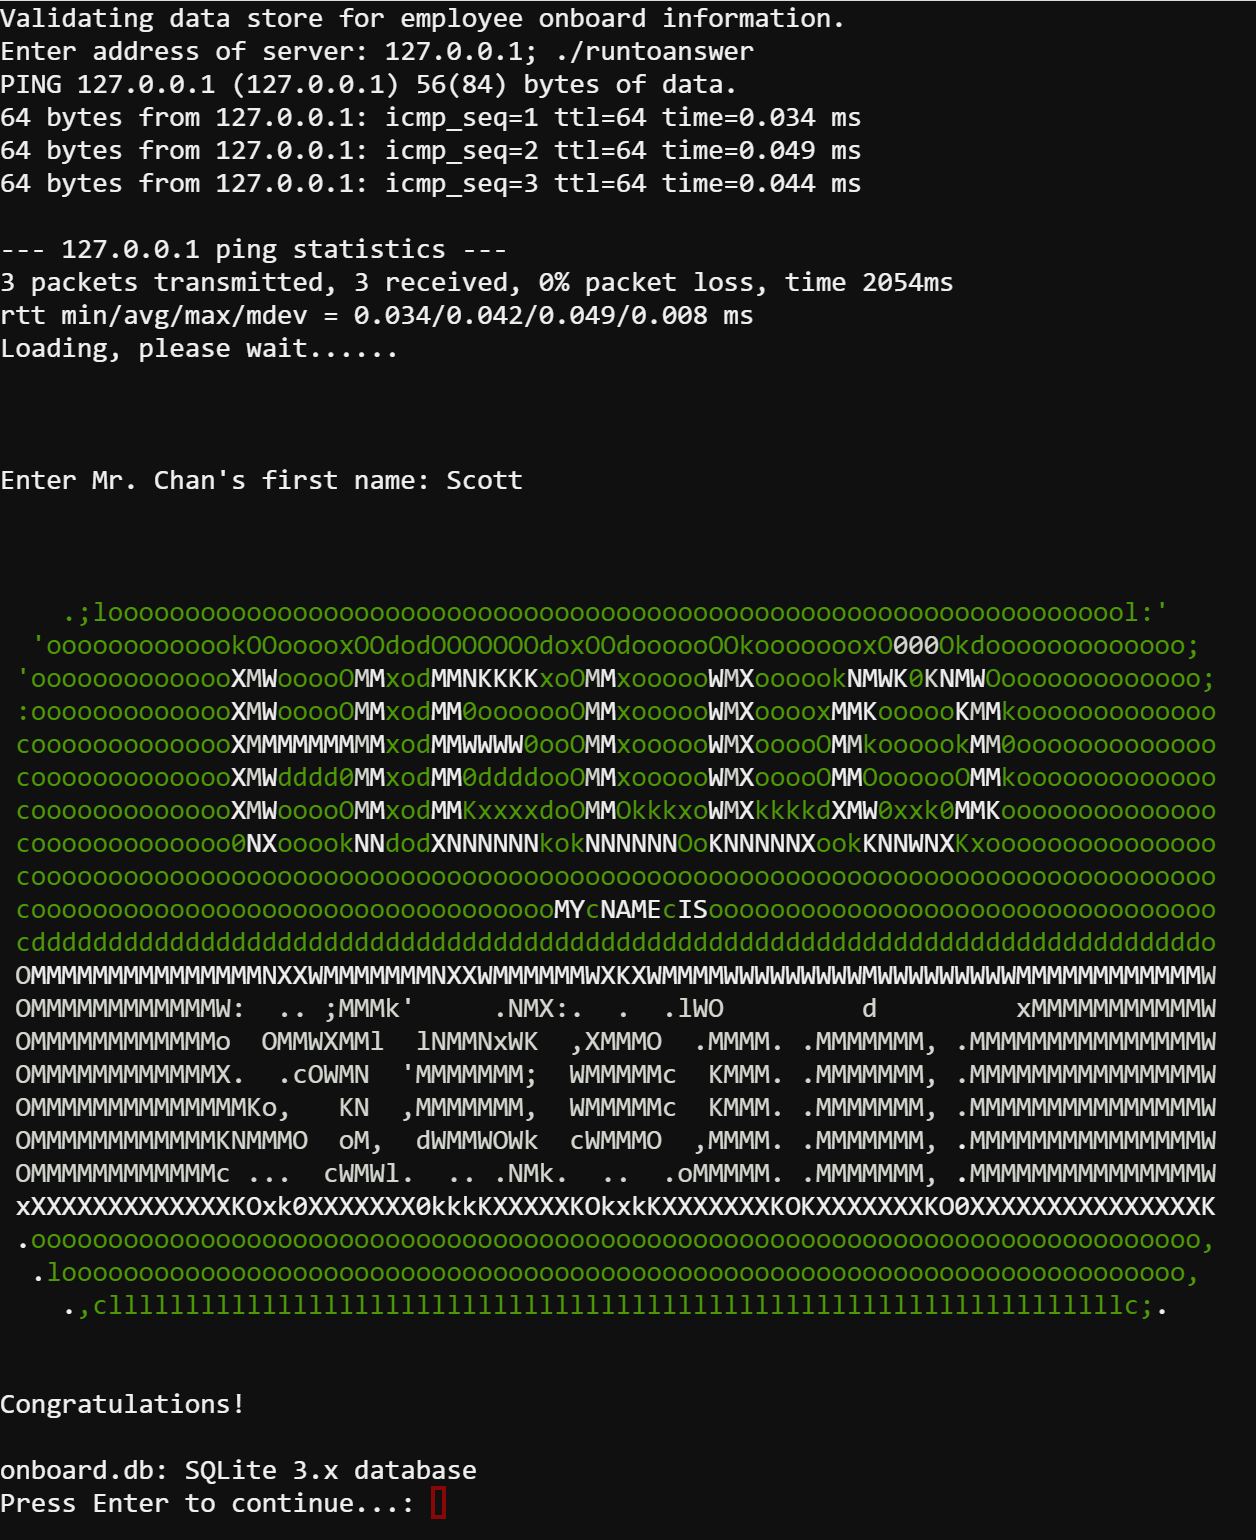 Validating data store for employee onboard information.
Enter address of server: 127.0.0.1; ./runtoanswer
PING 127.0.0.1 (127.0.0.1) 56(84) bytes of data.
64 bytes from 127.0.0.1: icmp_seq=1 ttl=64 time=0.034 ms
64 bytes from 127.0.0.1: icmp_seq=2 ttl=64 time=0.049 ms
64 bytes from 127.0.0.1: icmp_seq=3 ttl=64 time=0.044 ms
--- 127.0.0.1 ping statistics ---
3 packets transmitted, 3 received, 0% packet loss, time 2054ms
rtt min/avg/max/mdev = 0.034/0.042/0.049/0.008 ms
Loading, please wait......
Enter Mr. Chan's first name: Scott
HELLO
MYcNAMEcIS
SCOTT
Congratulations!
onboard.db: SQLite 3.x database
Press Enter to continue...: